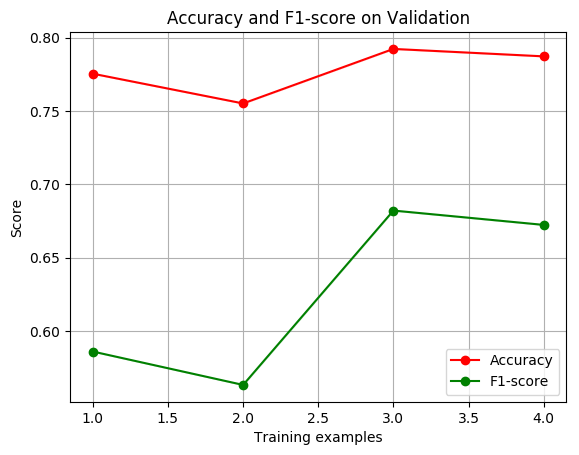 Accuracy and F1-score on Validation
0.80
0.75
0.70
0.65
0.60
Score
1.0 1.5 2.0 2.5 3.0 3.5 4.0
Training examples
Accuracy
F1-score